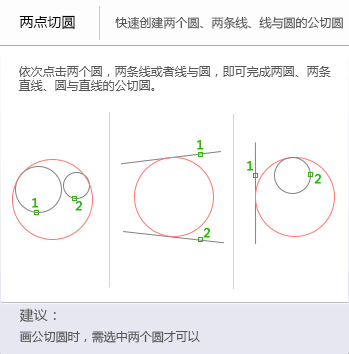 两点切圆
快速创建两个圆、两条线、线与圆的公切圆
依次点击两个圆，两条线或者线与圆，即可完成两圆、两条
直线、圆与直线的公切圆。
1
2
1
2
1
2
建议：
画公切圆时，需选中两个圆才可以